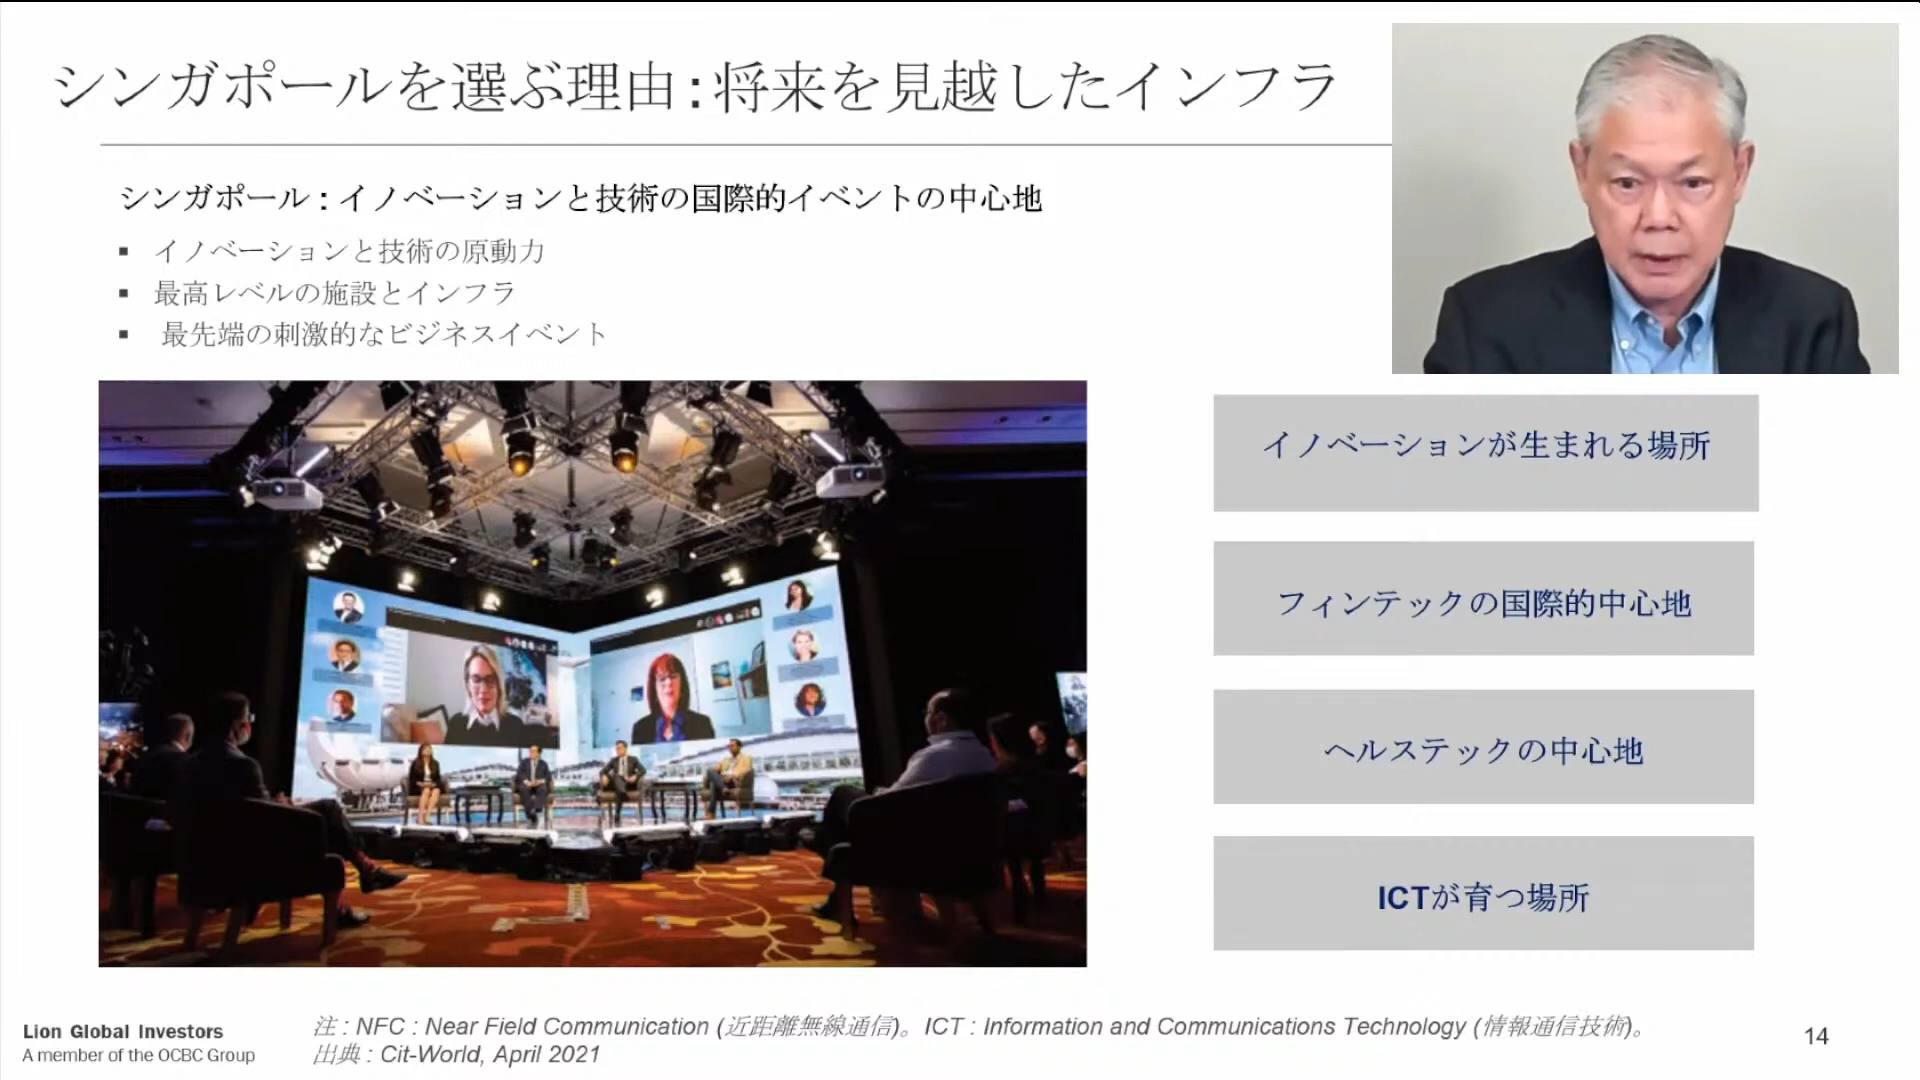 シンガポールを選ぶ理由：将来を見越したインフラ
シンガポール：イノベーションと技術の国際的イベントの中心地
▪ イノベーションと技術の原動力
▪ 最高レベルの施設とインフラ
▪ 最先端の刺激的なビジネスイベント
イノベーションが生まれる場所
フィンテックの国際的中心地
ヘルステックの中心地
ICTが育つ場所
Lion Global Investors
A member of the OCBC Group
注 : NFC : Near Field Communication (近距離無線通信)。ICT : Information and Communications Technology (情報通信技術)。
出典 : Cit-World, April 2021
14